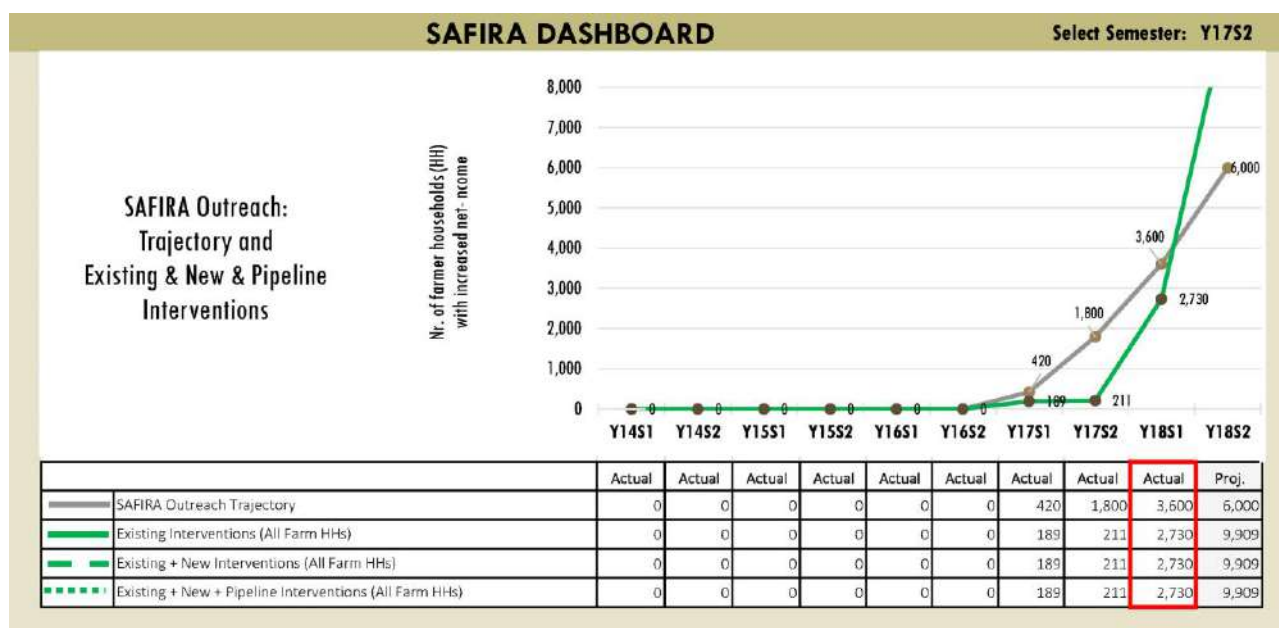 SAFIRA DASHBOARD
Select Semester: Y17S2
SAFIRA Outreach:
Trajectory and
Existing & New & Pipeline
Interventions
Nr. of farmer households (HH)
with increased net- ncome
8,000
7,000
6,000
5,000
4,000
3,000
2,000
1,000
0
0 0 0 0 0 0
420
189
1,800
211
3,600
2,730
6,000
Y14S1 Y14S2 Y15S1 Y15S2 Y16S1 Y16S2 Y17S1 Y17S2 Y18S1 Y18S2
Actual Actual Actual Actual Actual Actual Actual Actual Actual Proj.
SAFIRA Outreach Trajectory 0 0 0 0 0 0 420 1,800 3,600 6,000
Existing Interventions (All Farm HHs) 0 0 0 0 0 0 189 211 2,730 9,909
Existing + New Interventions (All Farm HHs) 0 0 0 0 0 0 189 211 2,730 9,909
Existing + New + Pipeline Interventions (All Farm HHs) 0 0 0 0 0 0 189 211 2,730 9,909